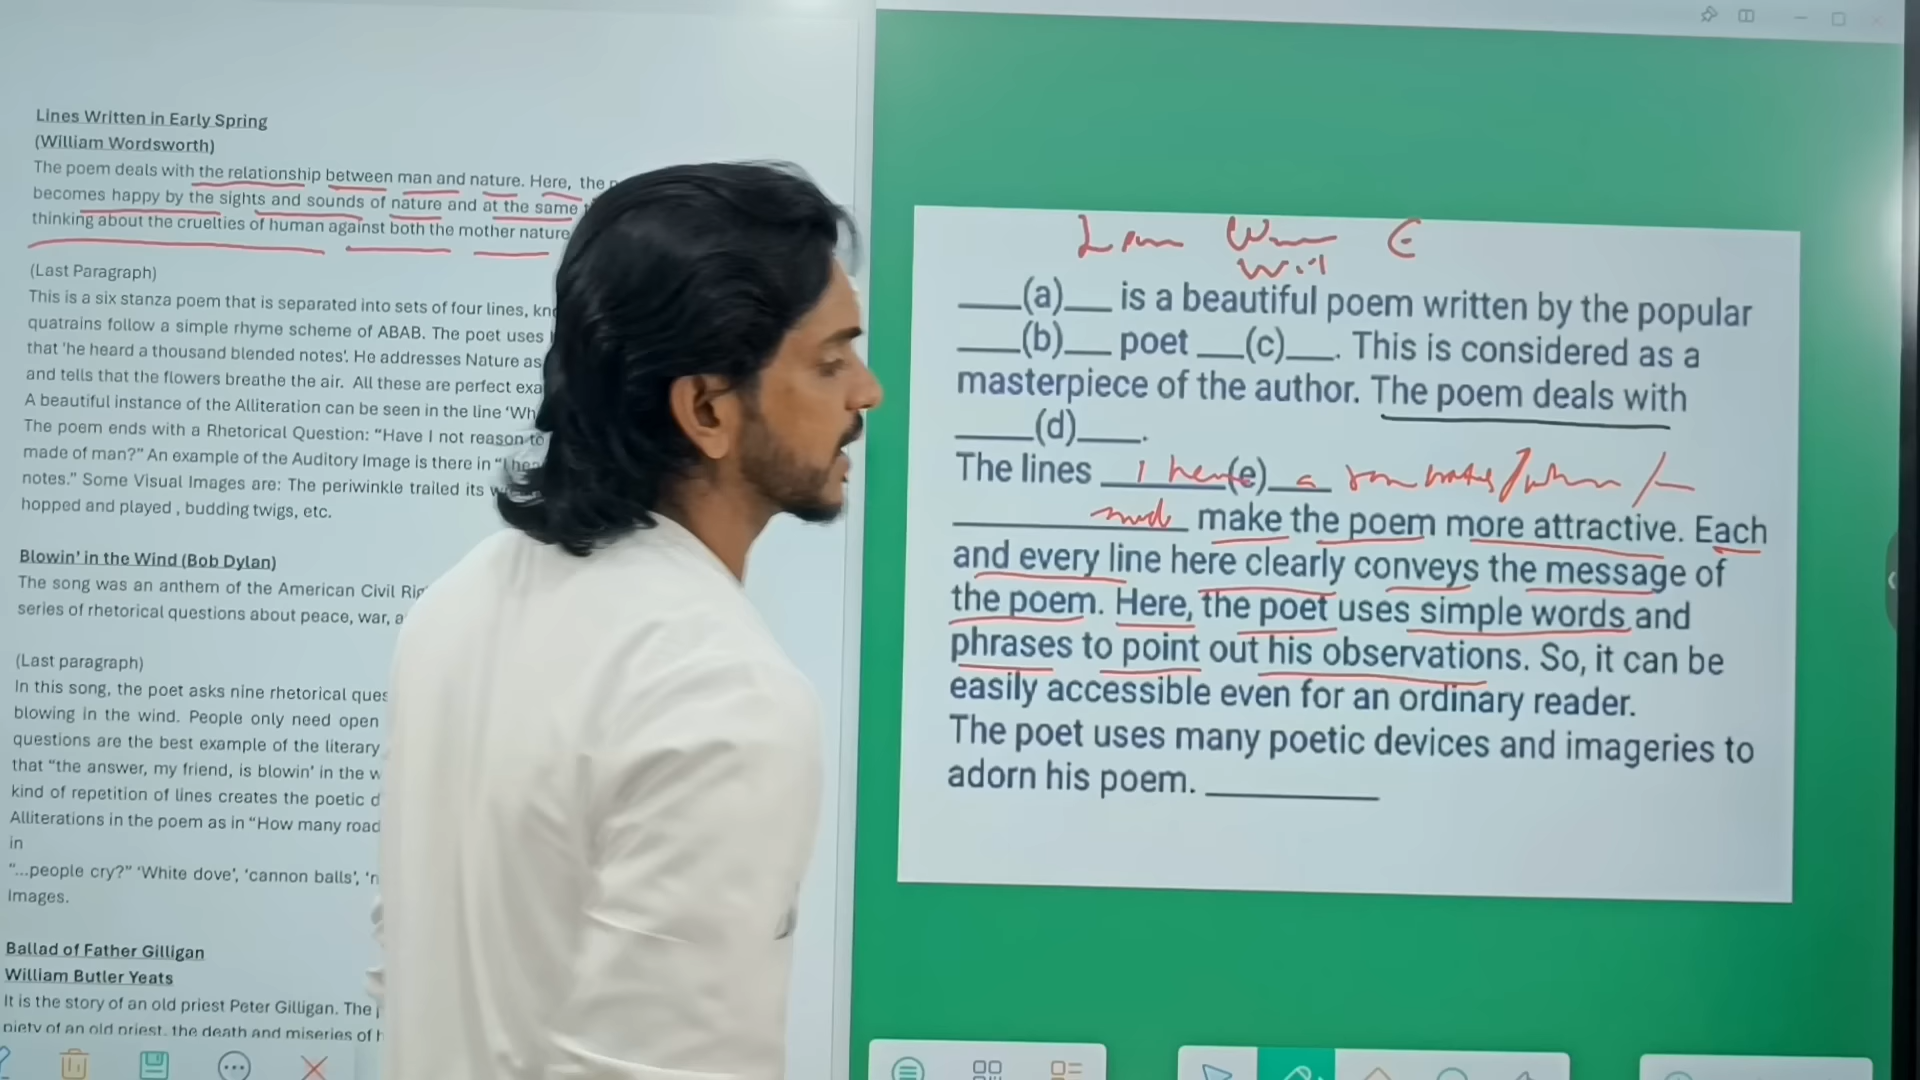 Lines Written in Early Spring
(William Wordsworth)
The poem deals with the relationship between man and nature. Here, the
becomes happy by the sights and sounds of nature and at the same
thinking about the cruelties of human against both the mother nature
(Last Paragraph)
This is a six stanza poem that is separated into sets of four lines,
quatrains follow a simple rhyme scheme of ABAB. The poet uses
that 'he heard a thousand blended notes'. He addresses Nature as
and tells that the flowers breathe the air. All these are perfect
A beautiful instance of the Alliteration can be seen in the line
The poem ends with a Rhetorical Question: "Have I not reason to
made of man?" An example of the Auditory Image is there in "I
notes." Some Visual Images are: The periwinkle trailed its
hopped and played , budding twigs, etc.
Blowin' in the Wind (Bob Dylan)
The song was an anthem of the American Civil
series of rhetorical questions about peace, war,
(Last paragraph)
In this song, the poet asks nine rhetorical
blowing in the wind. People only need open
questions are the best example of the literary
that "the answer, my friend, is blowin' in the
kind of repetition of lines creates the poetic
Alliterations in the poem as in "How many
in
"...people cry?" 'White dove', 'cannon balls',
images.
Ballad of Father Gilligan
William Butler Yeats
It is the story of an old priest Peter Gilligan. The
piety of an old priest, the death and miseries of
___(a)___ is a beautiful poem written by the popular
___(b)___ poet ___(c)___. This is considered as a
masterpiece of the author. The poem deals with
____(d)____.
The lines ________(e)____
____________ make the poem more attractive. Each
and every line here clearly conveys the message of
the poem. Here, the poet uses simple words and
phrases to point out his observations. So, it can be
easily accessible even for an ordinary reader.
The poet uses many poetic devices and imageries to
adorn his poem. __________